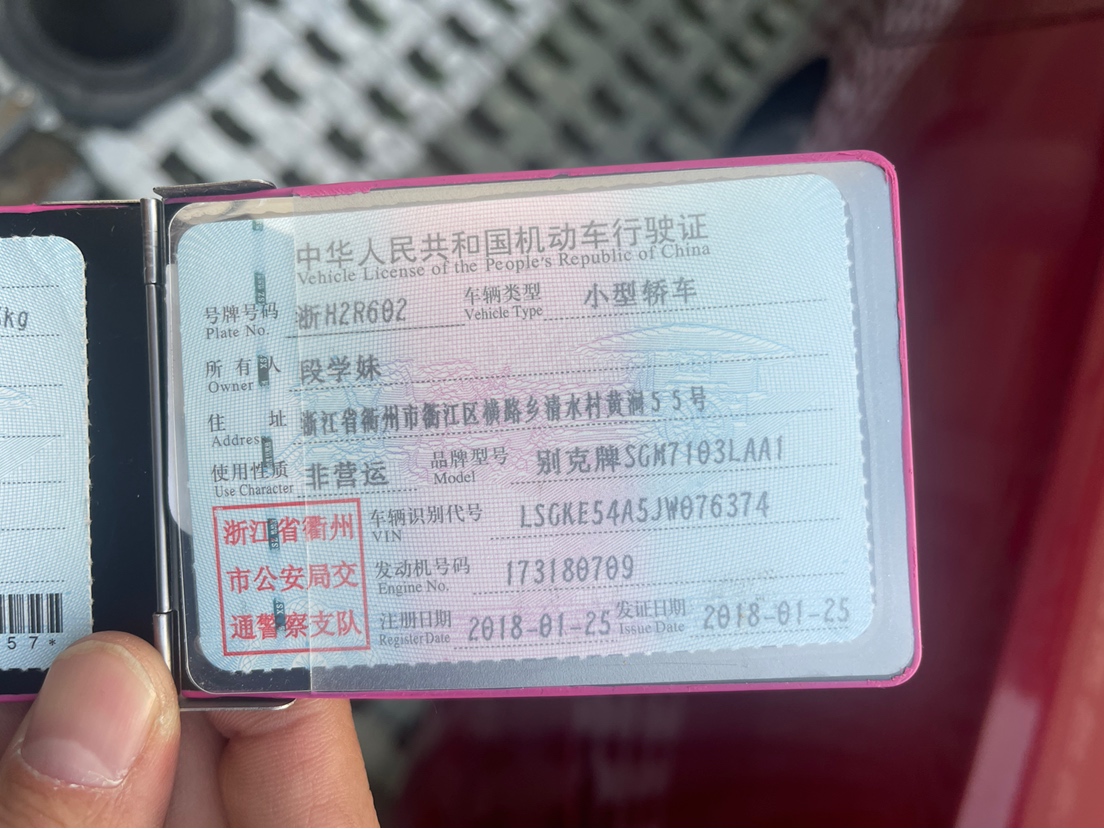 kg
57*
中华人民共和国机动车行驶证
Vehicle License of the People's Republic of China
号牌号码 浙H2R602 车辆类型 小型轿车
Plate No. Vehicle Type
所有人 段学妹
Owner
住址 浙江省衢州市衢江区横路乡清水村黄涧55号
Address
使用性质 非营运 品牌型号 别克牌SGM7103LAA1
Use Character Model
浙江省衢州
市公安局交
通警察支队
车辆识别代号 LSGKE54A5JW076374
VIN
发动机号码 173180709
Engine No.
注册日期 2018-01-25 发证日期 2018-01-25
Register Date Issue Date